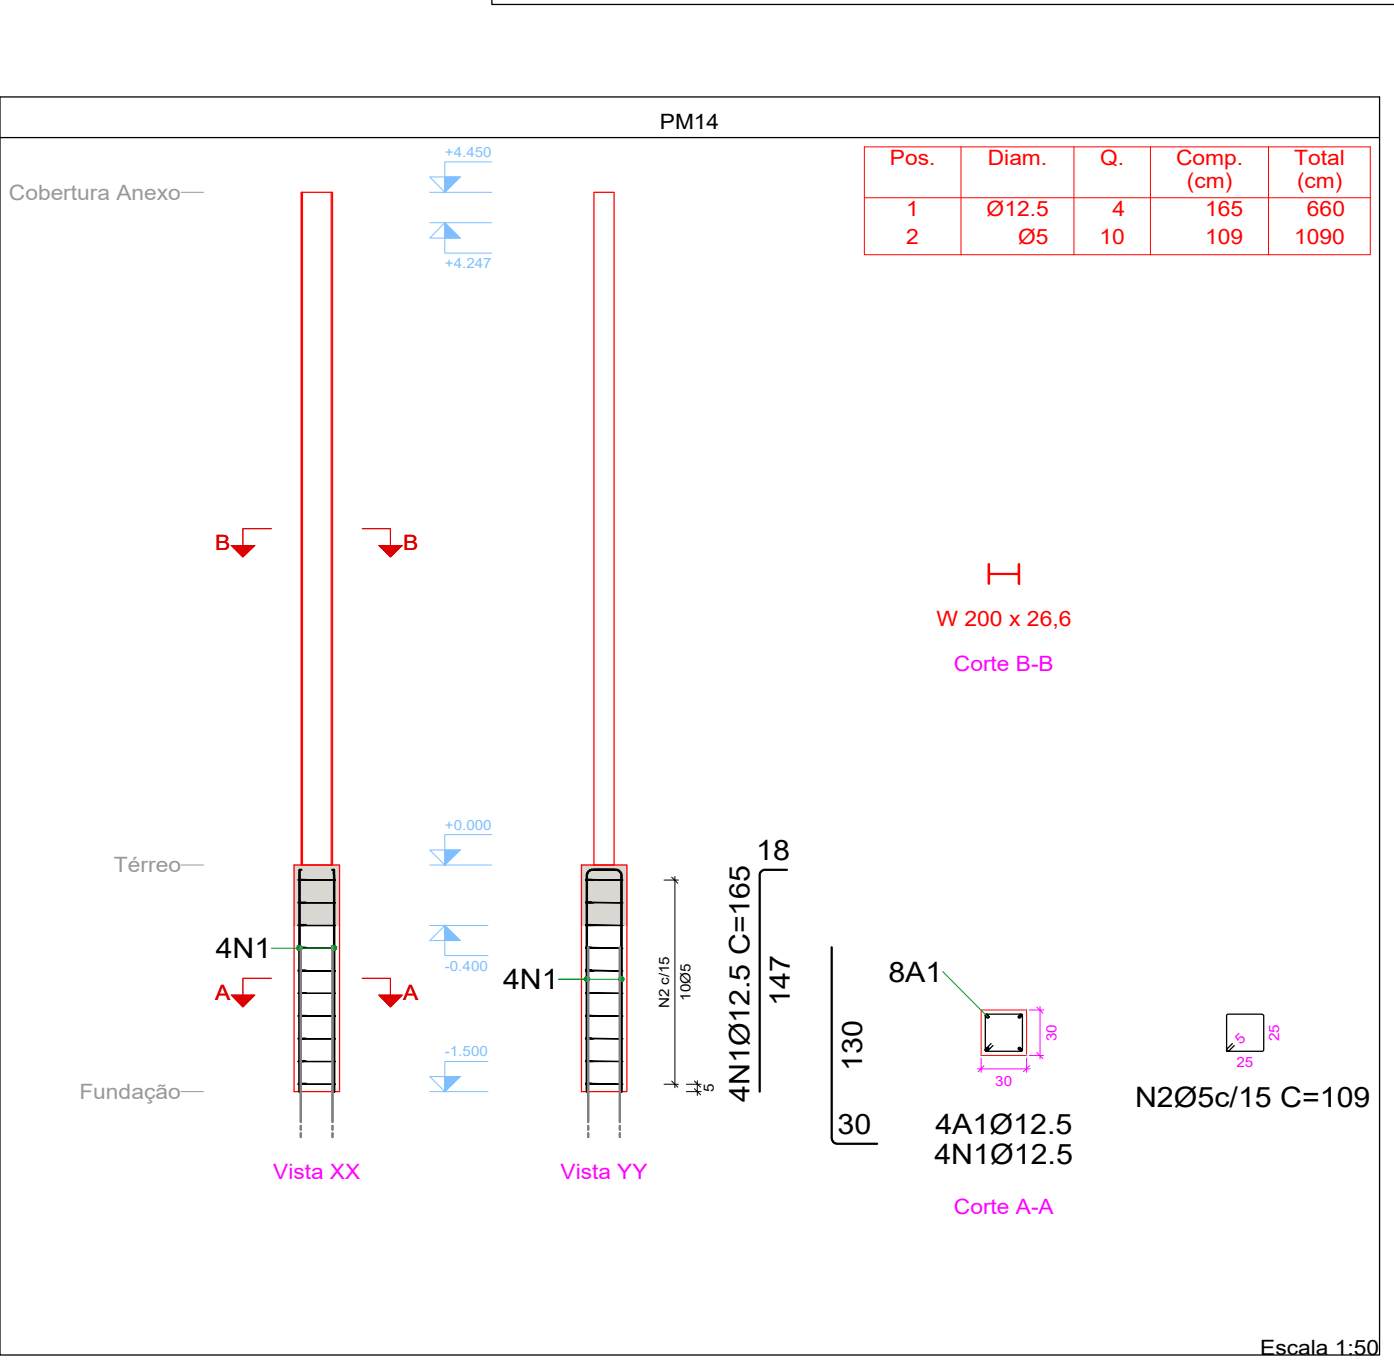 PM14
Pos. Diam. Q. Comp. (cm) Total (cm)
1 Ø12.5 4 165 660
2 Ø5 10 109 1090
Cobertura Anexo
+4.450
+4.247
B B
W 200 x 26,6
Corte B-B
Térreo
+0.000
-0.400
-1.500
4N1
4N1
A A
N2 c/15
10Ø5
5
4N1Ø12.5 C=165
18
147
130
30
8A1
30
30
4A1Ø12.5
4N1Ø12.5
Corte A-A
5
25
25
N2Ø5c/15 C=109
Fundação
Vista XX
Vista YY
Escala 1:50